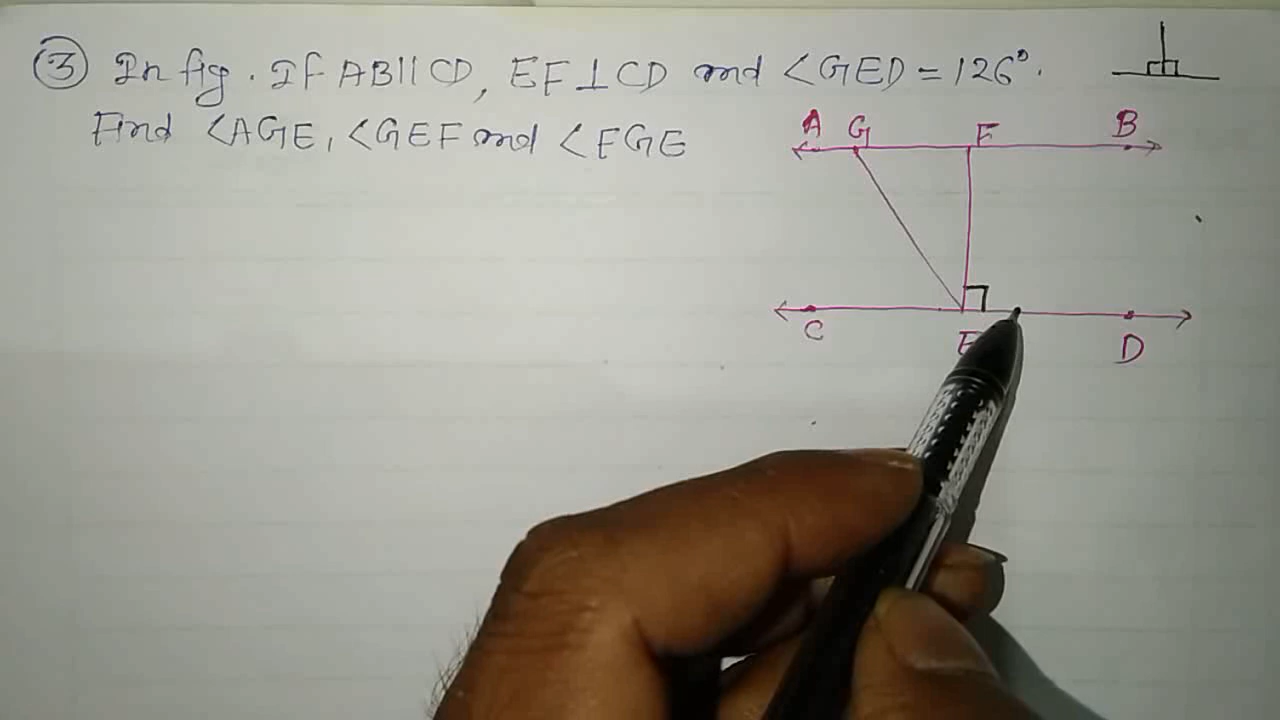 ③ In fig. If AB||CD, EF⊥CD and <GED=126°.
Find <AGE, <GEF and <FGE
A G F B
C E D